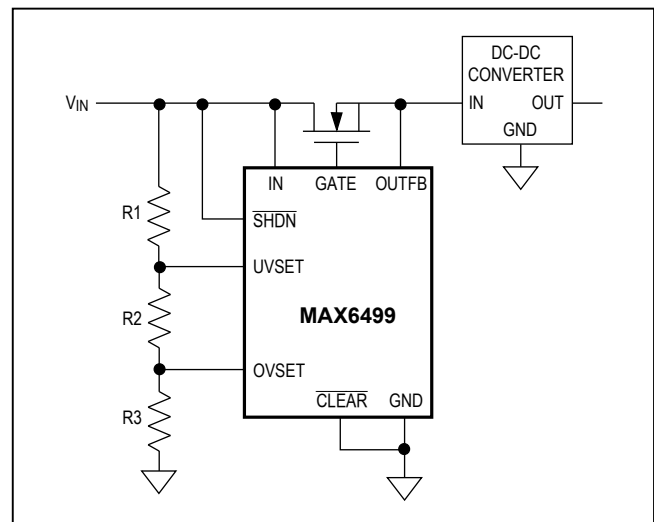 DC-DC
CONVERTER
VIN
IN
OUT
GND
IN
GATE
OUTFB
R1
SHDN
UVSET
MAX6499
R2
OVSET
R3
CLEAR
GND